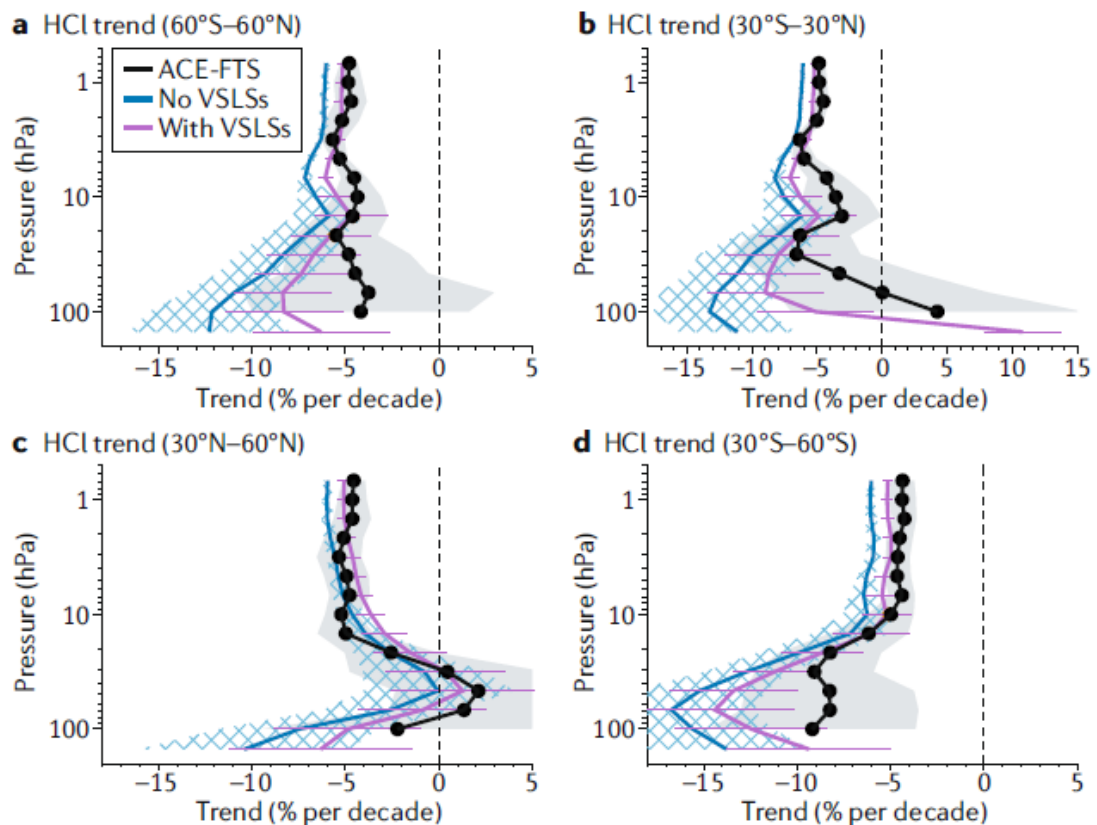 a HCl trend (60°S–60°N)
ACE-FTS
No VSLSs
With VSLSs
Pressure (hPa)
1
10
100
−15 −10 −5 0 5
Trend (% per decade)
b HCl trend (30°S–30°N)
Pressure (hPa)
1
10
100
−15 −10 −5 0 5 10 15
Trend (% per decade)
c HCl trend (30°N–60°N)
Pressure (hPa)
1
10
100
−15 −10 −5 0 5
Trend (% per decade)
d HCl trend (30°S–60°S)
Pressure (hPa)
1
10
100
−15 −10 −5 0 5
Trend (% per decade)